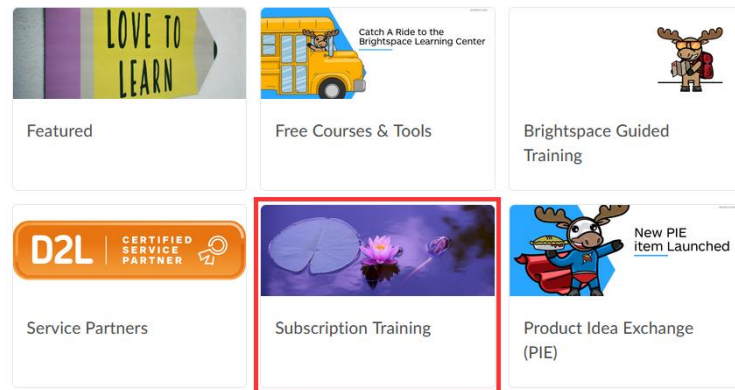 LOVE TO
LEARN
Catch A Ride to the
Brightspace Learning Center
Featured
Free Courses & Tools
Brightspace Guided
Training
D2L
CERTIFIED
SERVICE
PARTNER
New PIE
item Launched
Service Partners
Subscription Training
Product Idea Exchange
(PIE)